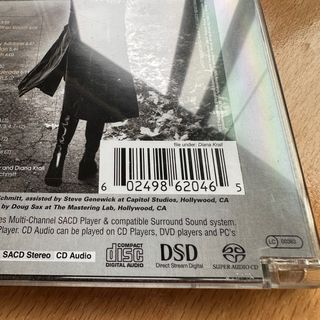 file under: Diana Krall
6 02498 62046 5
Schmitt, assisted by Steve Genewick at Capitol Studios, Hollywood, CA
by Doug Sax at The Mastering Lab, Hollywood, CA
es Multi-Channel SACD Player & compatible Surround Sound system.
Player. CD Audio can be played on CD Players, DVD players and PC's
SACD Stereo CD Audio
COMPACT
disc
DIGITAL AUDIO
DSD
Direct Stream Digital
SUPER AUDIO CD
LC 00383